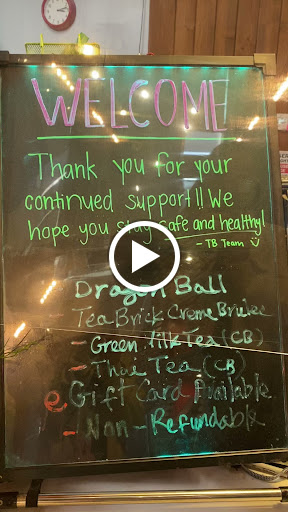 WELCOME
Thank you for your
continued support!! We
hope you stay safe and healthy!
- TB Team
Dragon Ball
Tea Brick Creme Brulee
- Green Milk Tea (CB)
- Thai Tea (CB)
Gift Card Available
- Non-Refundable